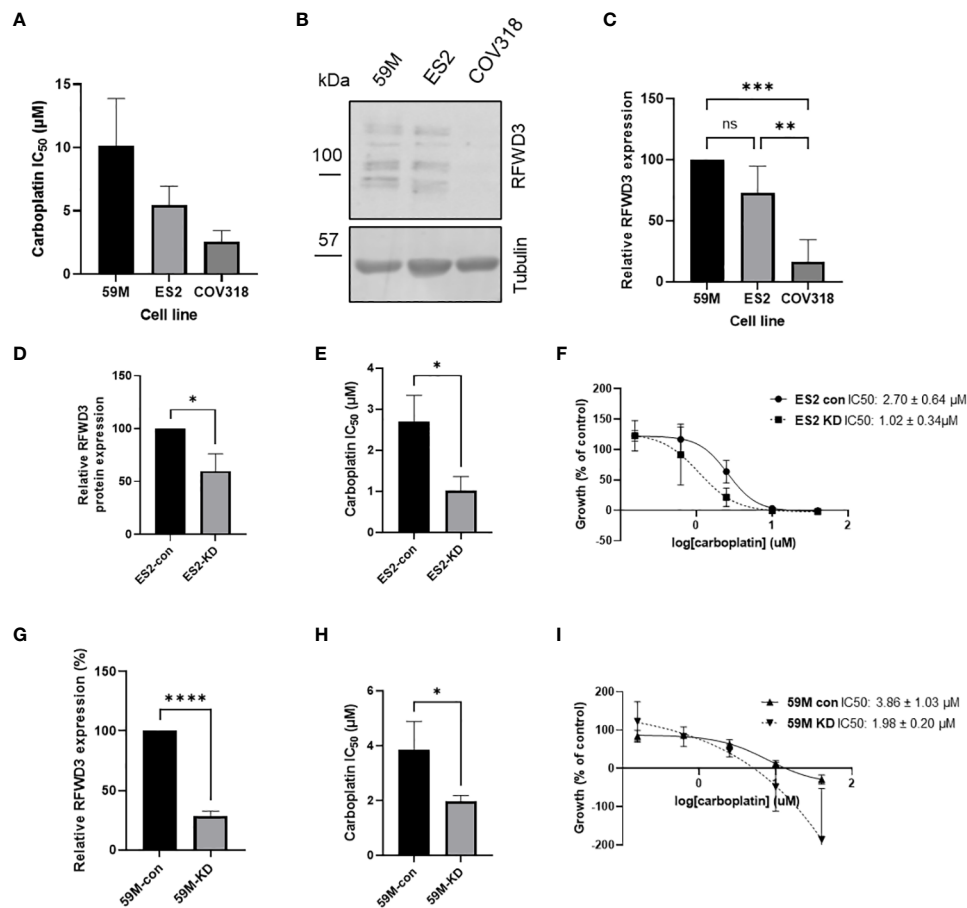 A
Carboplatin IC50 (µM)
15
10
5
0
59M ES2 COV318
Cell line
B
kDa
59M
ES2
COV318
100
57
RFWD3
Tubulin
C
Relative RFWD3 expression
150
100
50
0
***
ns **
59M ES2 COV318
Cell line
D
Relative RFWD3
protein expression
150
100
50
0
*
ES2-con
ES2-KD
E
Carboplatin IC50 (µM)
4
3
2
1
0
*
ES2-con
ES2-KD
F
Growth (% of control)
200
150
100
50
0
-50
ES2 con IC50: 2.70 ± 0.64 µM
ES2 KD IC50: 1.02 ± 0.34µM
0 2
log[carboplatin] (uM)
G
Relative RFWD3 expression (%)
150
100
50
0
****
59M-con
59M-KD
H
Carboplatin IC50 (µM)
6
4
2
0
*
59M-con
59M-KD
I
Growth (% of control)
200
100
0
-100
-200
59M con IC50: 3.86 ± 1.03 µM
59M KD IC50: 1.98 ± 0.20 µM
0 2
log[carboplatin] (uM)